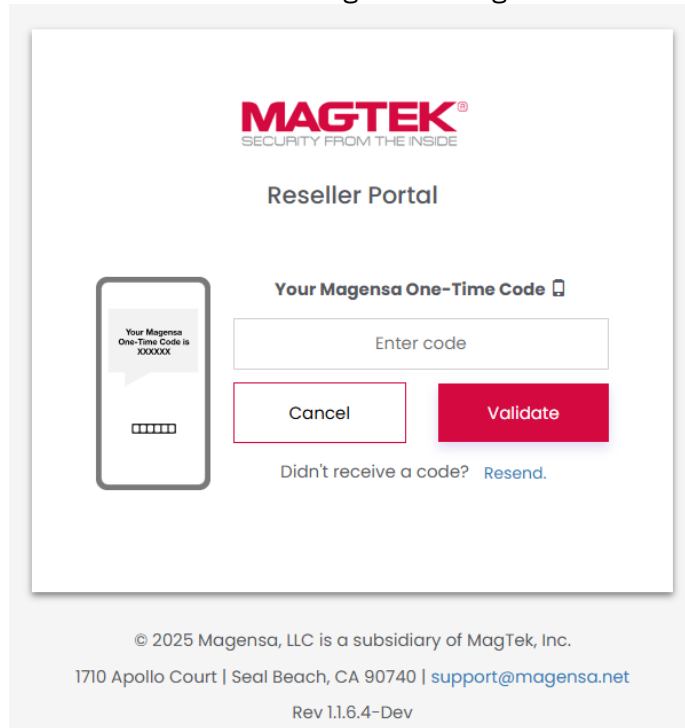 MAGTEK®
SECURITY FROM THE INSIDE
Reseller Portal
Your Magensa One-Time Code
Your Magensa
One-Time Code is
XXXXXX
Enter code
Cancel Validate
Didn't receive a code? Resend.
© 2025 Magensa, LLC is a subsidiary of MagTek, Inc.
1710 Apollo Court | Seal Beach, CA 90740 | support@magensa.net
Rev 1.1.6.4-Dev